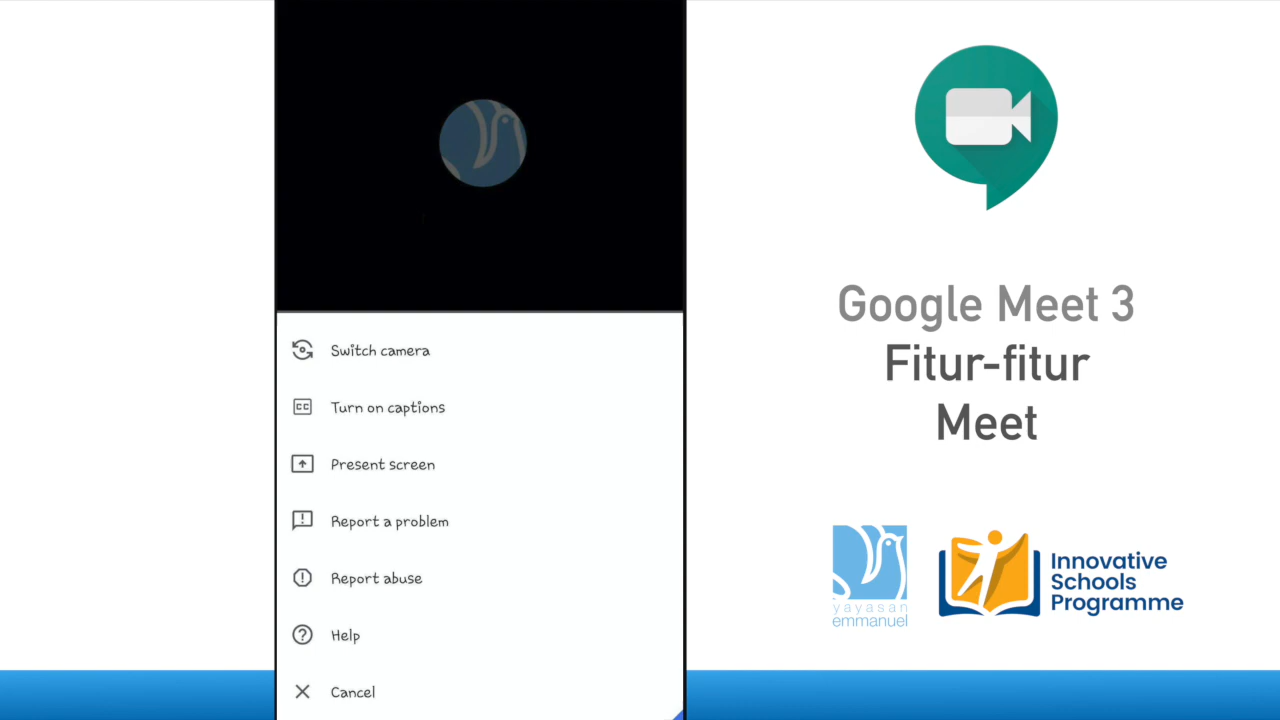 Switch camera
Turn on captions
Present screen
Report a problem
Report abuse
Help
Cancel
Google Meet 3
Fitur-fitur
Meet
yayasan
emmanuel
Innovative
Schools
Programme